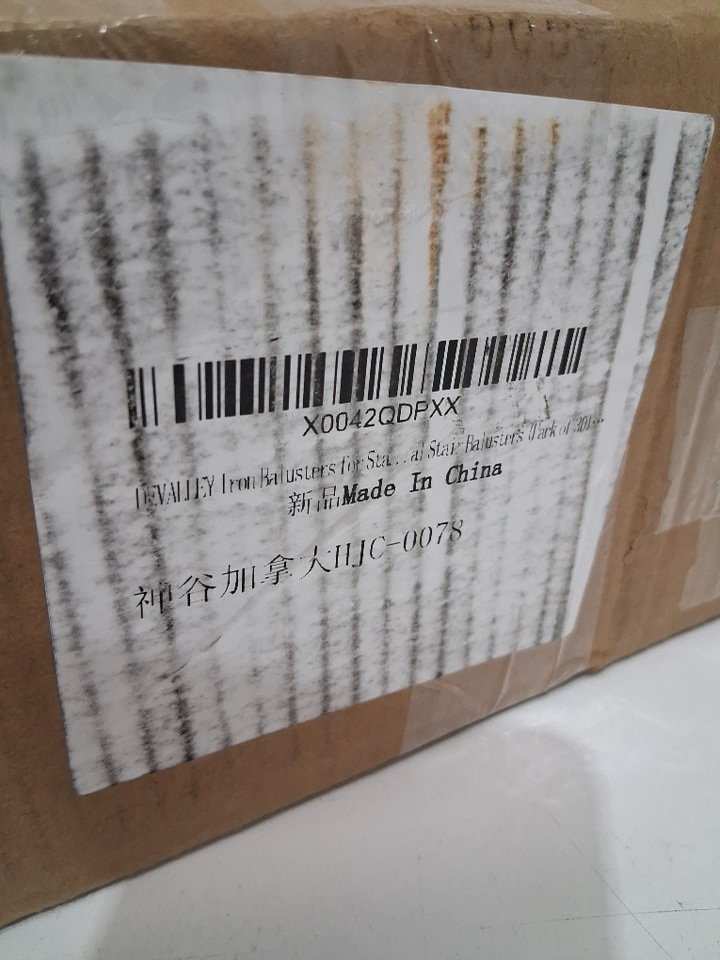 X0042QDPXX
DEVALLEY Iron Balusters for Sta...al Stair Balusters (Pack of 30)...
新品Made In China
神谷加拿大HJC-0078